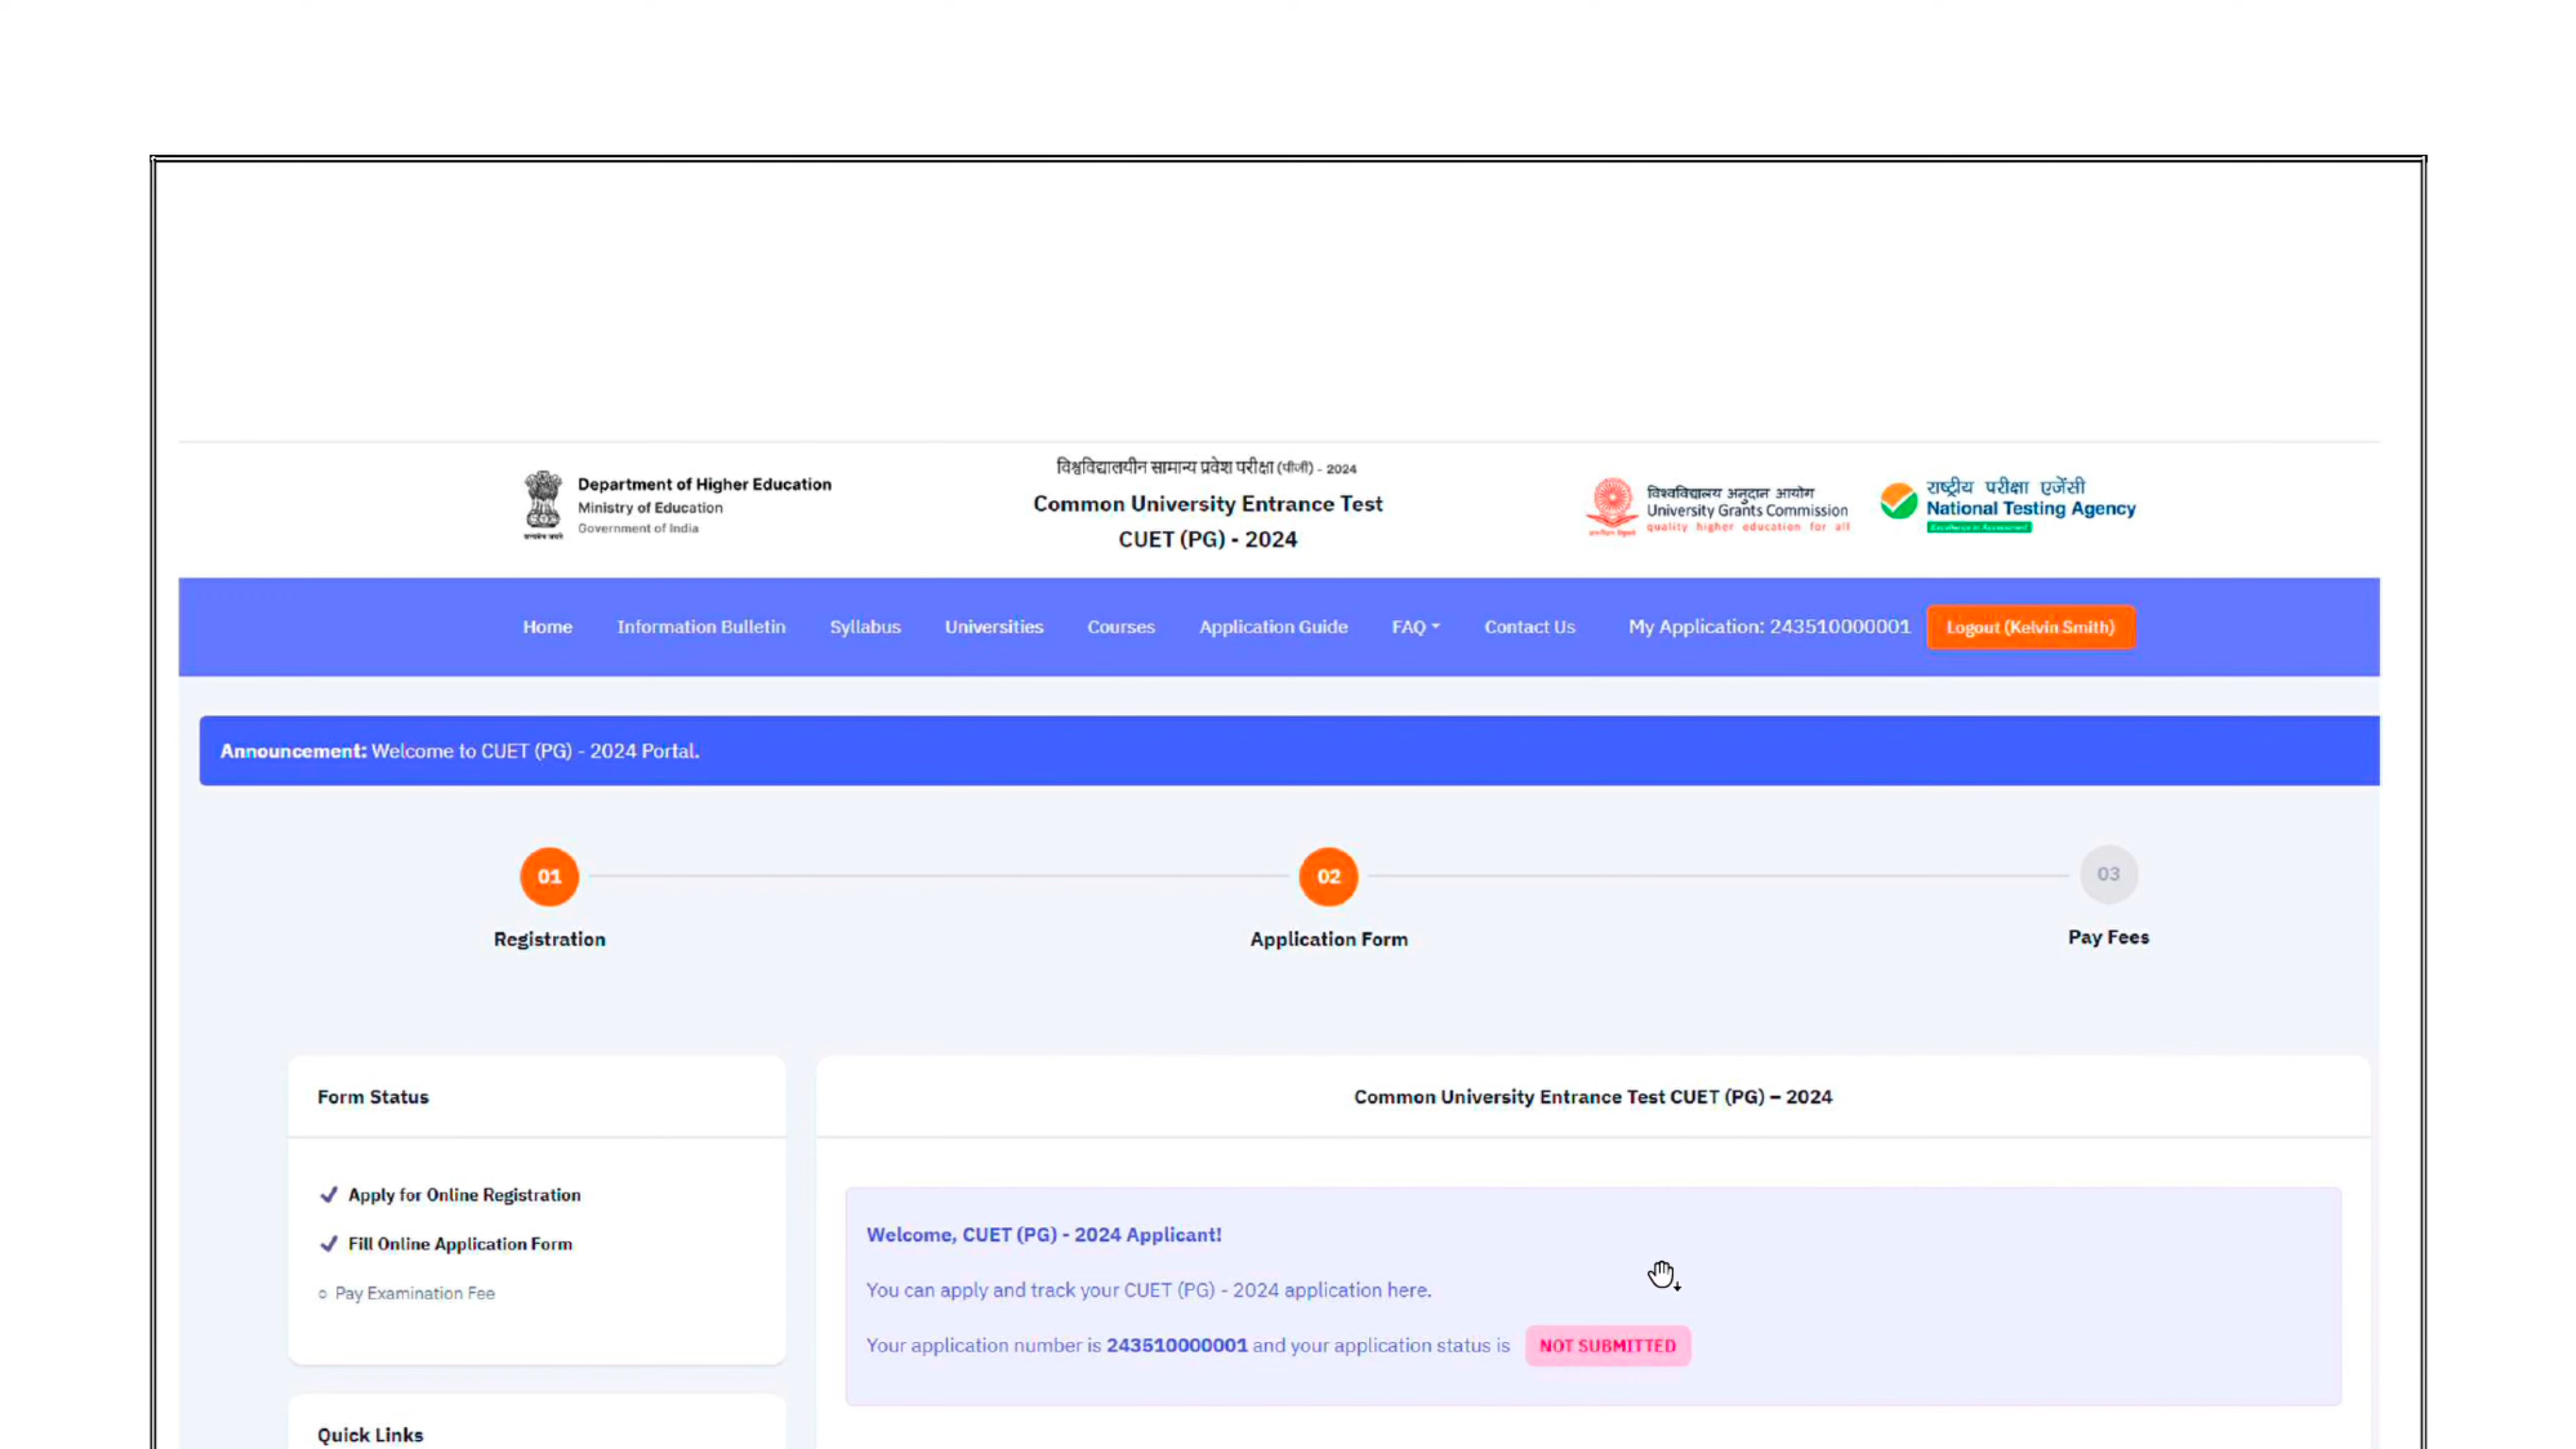 Department of Higher Education
Ministry of Education
Government of India
सत्यमेव जयते
विश्वविद्यालयीन सामान्य प्रवेश परीक्षा (पीजी) - 2024
Common University Entrance Test
CUET (PG) - 2024
विश्वविद्यालय अनुदान आयोग
University Grants Commission
quality higher education for all
राष्ट्रीय परीक्षा एजेंसी
National Testing Agency
Excellence in Assessment
Home Information Bulletin Syllabus Universities Courses Application Guide FAQ Contact Us My Application: 243510000001 Logout (Kelvin Smith)
Announcement: Welcome to CUET (PG) - 2024 Portal.
01 02 03
Registration Application Form Pay Fees
Form Status
Apply for Online Registration
Fill Online Application Form
Pay Examination Fee
Quick Links
Common University Entrance Test CUET (PG) – 2024
Welcome, CUET (PG) - 2024 Applicant!
You can apply and track your CUET (PG) - 2024 application here.
Your application number is 243510000001 and your application status is NOT SUBMITTED